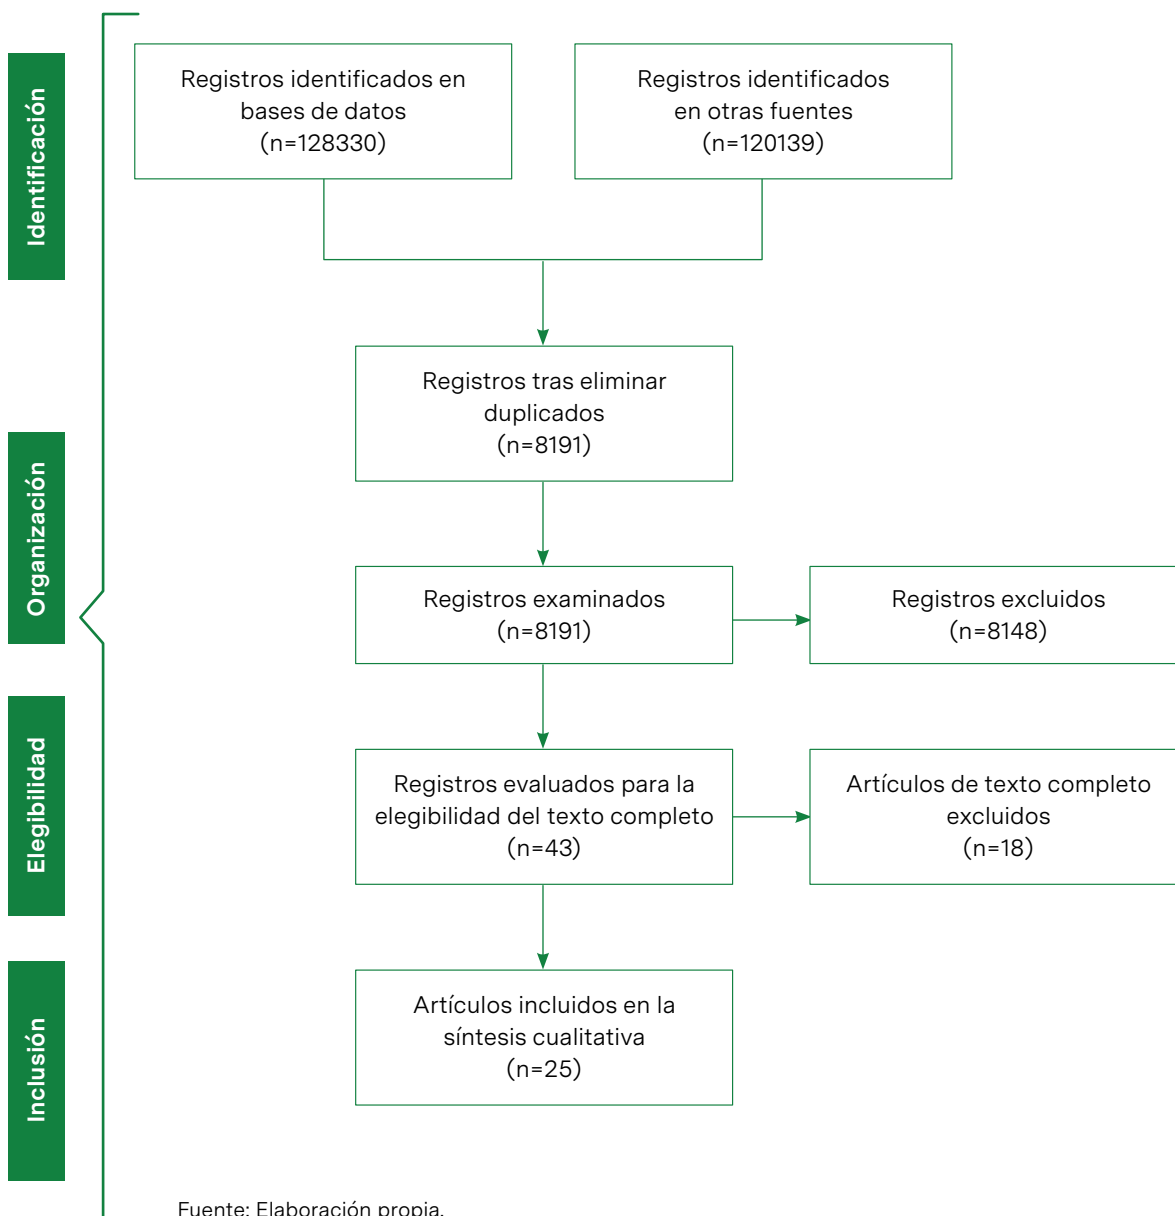 Identificación
Registros identificados en
bases de datos
(n=128330)
Registros identificados
en otras fuentes
(n=120139)
Registros tras eliminar
duplicados
(n=8191)
Organización
Registros examinados
(n=8191)
Registros excluidos
(n=8148)
Elegibilidad
Registros evaluados para la
elegibilidad del texto completo
(n=43)
Artículos de texto completo
excluidos
(n=18)
Inclusión
Artículos incluidos en la
síntesis cualitativa
(n=25)
Fuente: Elaboración propia.